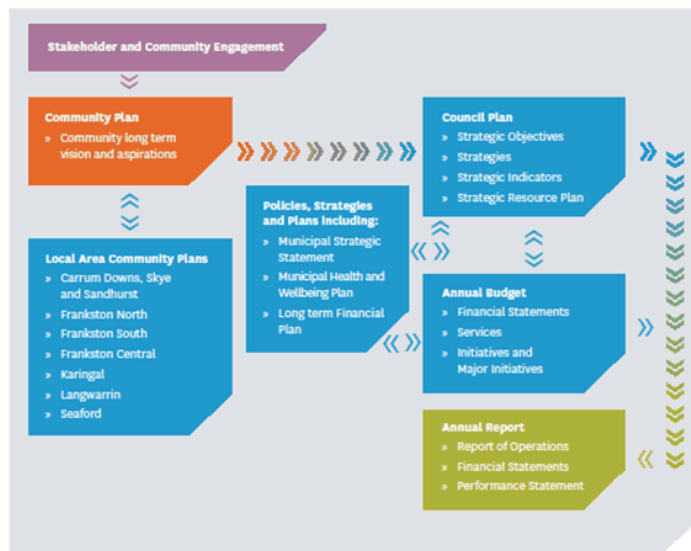 Stakeholder and Community Engagement
Community Plan
» Community long term
vision and aspirations
Council Plan
» Strategic Objectives
» Strategies
» Strategic Indicators
» Strategic Resource Plan
Policies, Strategies
and Plans including:
» Municipal Strategic
Statement
» Municipal Health and
Wellbeing Plan
» Long term Financial
Plan
Local Area Community Plans
» Carrum Downs, Skye
and Sandhurst
» Frankston North
» Frankston South
» Frankston Central
» Karingal
» Langwarrin
» Seaford
Annual Budget
» Financial Statements
» Services
» Initiatives and
Major Initiatives
Annual Report
» Report of Operations
» Financial Statements
» Performance Statement